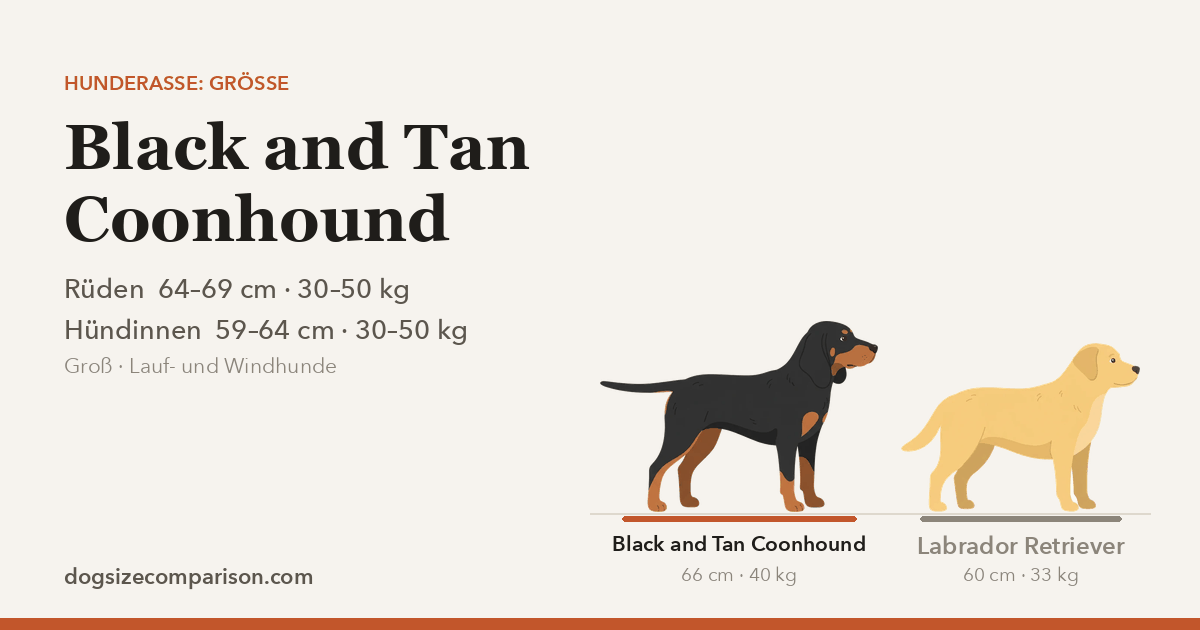 HUNDERASSE: GRÖSSE
Black and Tan
Coonhound
Rüden 64–69 cm · 30–50 kg
Hündinnen 59–64 cm · 30–50 kg
Groß · Lauf- und Windhunde
Black and Tan Coonhound
66 cm · 40 kg
Labrador Retriever
60 cm · 33 kg
dogsizecomparison.com